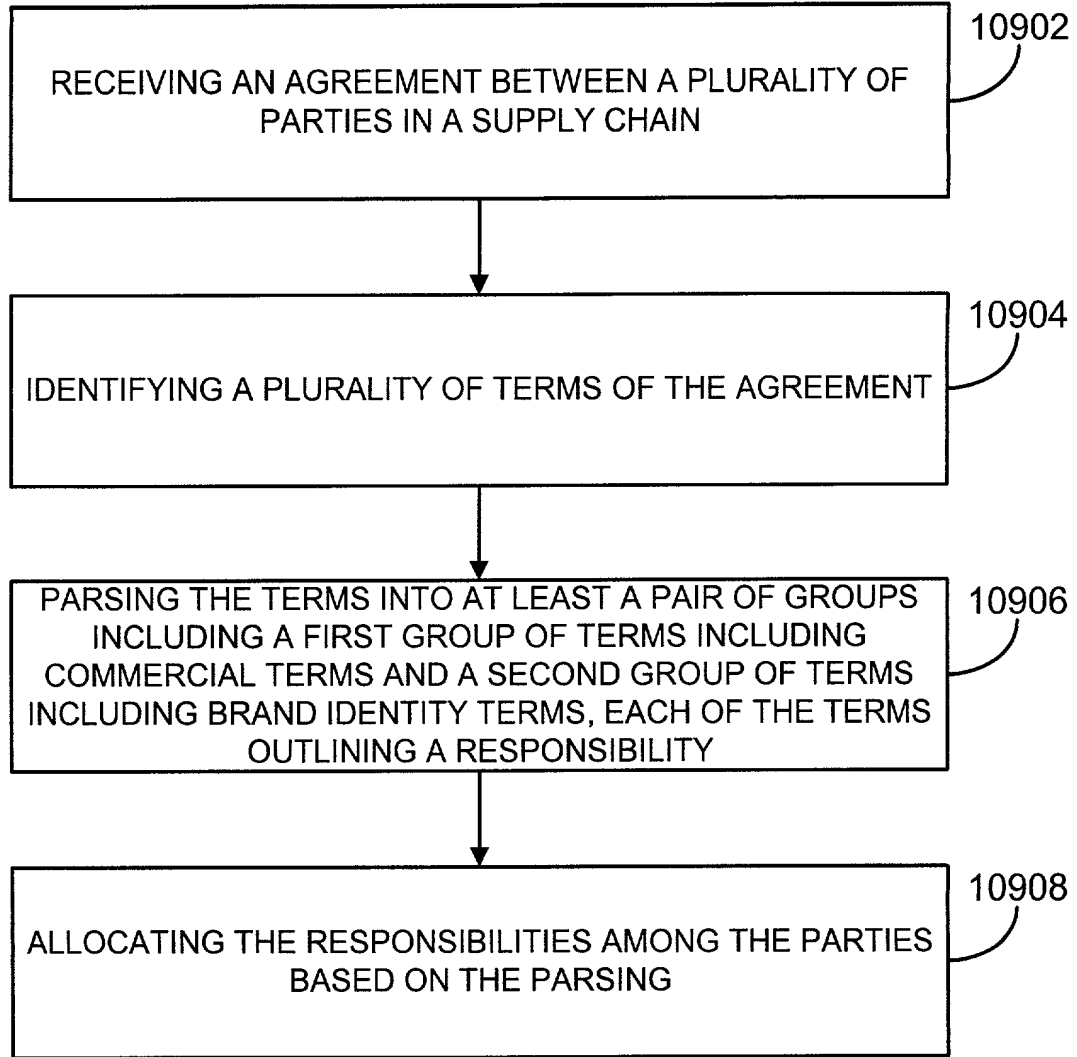 10902
RECEIVING AN AGREEMENT BETWEEN A PLURALITY OF
PARTIES IN A SUPPLY CHAIN
10904
IDENTIFYING A PLURALITY OF TERMS OF THE AGREEMENT
10906
PARSING THE TERMS INTO AT LEAST A PAIR OF GROUPS
INCLUDING A FIRST GROUP OF TERMS INCLUDING
COMMERCIAL TERMS AND A SECOND GROUP OF TERMS
INCLUDING BRAND IDENTITY TERMS, EACH OF THE TERMS
OUTLINING A RESPONSIBILITY
10908
ALLOCATING THE RESPONSIBILITIES AMONG THE PARTIES
BASED ON THE PARSING